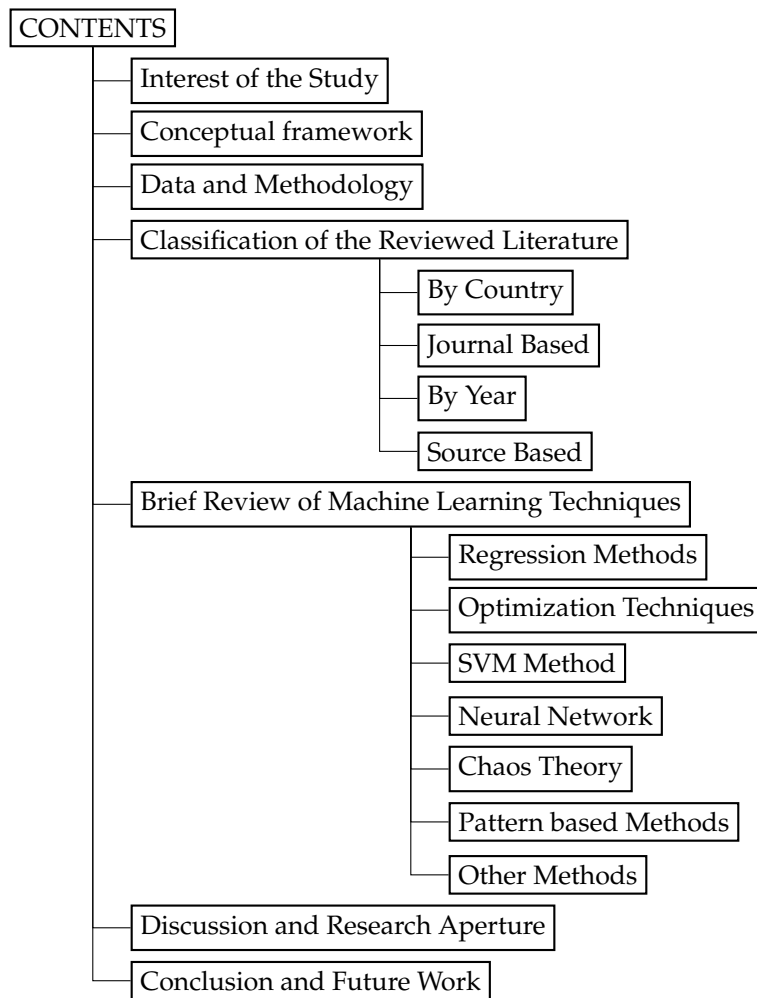 CONTENTS
Interest of the Study
Conceptual framework
Data and Methodology
Classification of the Reviewed Literature
By Country
Journal Based
By Year
Source Based
Brief Review of Machine Learning Techniques
Regression Methods
Optimization Techniques
SVM Method
Neural Network
Chaos Theory
Pattern based Methods
Other Methods
Discussion and Research Aperture
Conclusion and Future Work